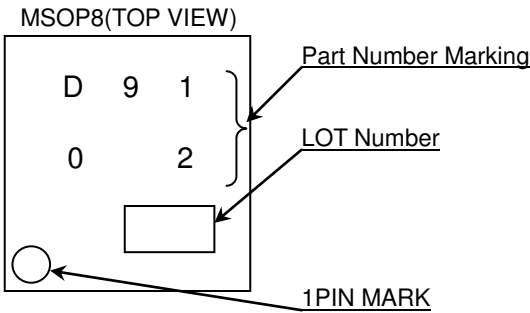 MSOP8(TOP VIEW)
Part Number Marking
D 9 1
LOT Number
0 2
1PIN MARK